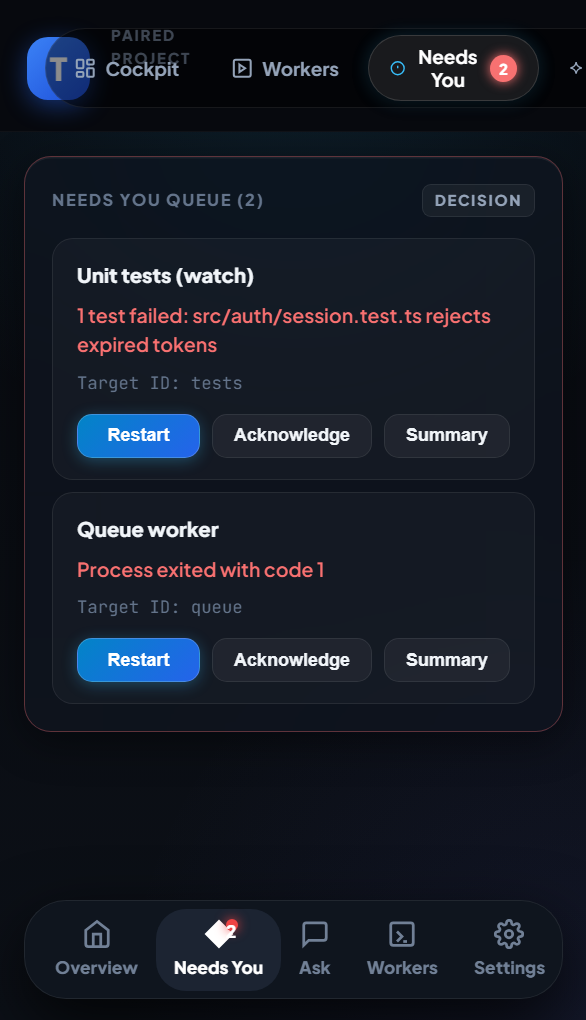 PAIRED
PROJECT
T
Cockpit
Workers
Needs
You
2
NEEDS YOU QUEUE (2)
DECISION
Unit tests (watch)
1 test failed: src/auth/session.test.ts rejects
expired tokens
Target ID: tests
Restart
Acknowledge
Summary
Queue worker
Process exited with code 1
Target ID: queue
Restart
Acknowledge
Summary
2
Overview
Needs You
Ask
Workers
Settings